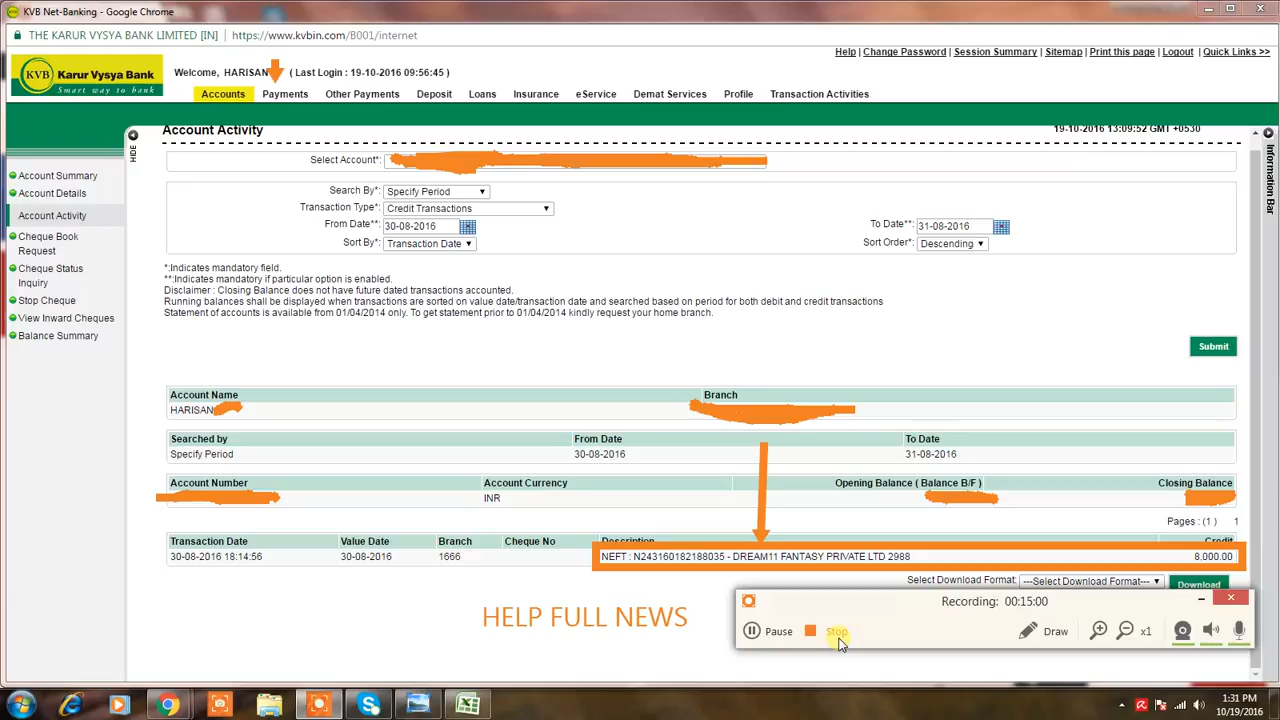 KVB Net-Banking - Google Chrome
THE KARUR VYSYA BANK LIMITED [IN] https://www.kvbin.com/B001/internet
Help | Change Password | Session Summary | Sitemap | Print this page | Logout | Quick Links >>
KVB Karur Vysya Bank
Smart way to bank
Welcome, HARISAN ( Last Login : 19-10-2016 09:56:45 )
Accounts Payments Other Payments Deposit Loans Insurance eService Demat Services Profile Transaction Activities
HIDE
Account Activity 19-10-2016 13:09:52 GMT +0530
Information Bar
Account Summary
Account Details
Account Activity
Cheque Book
Request
Cheque Status
Inquiry
Stop Cheque
View Inward Cheques
Balance Summary
Select Account*:
Search By*: Specify Period
Transaction Type*: Credit Transactions
From Date**: 30-08-2016 To Date**: 31-08-2016
Sort By*: Transaction Date Sort Order*: Descending
*:Indicates mandatory field.
**:Indicates mandatory if particular option is enabled.
Disclaimer : Closing Balance does not have future dated transactions accounted.
Running balances shall be displayed when transactions are sorted on value date/transaction date and searched based on period for both debit and credit transactions
Statement of accounts is available from 01/04/2014 only. To get statement prior to 01/04/2014 kindly request your home branch.
Submit
Account Name Branch
HARISAN
Searched by From Date To Date
Specify Period 30-08-2016 31-08-2016
Account Number Account Currency Opening Balance ( Balance B/F ) Closing Balance
INR
Pages : (1 ) 1
Transaction Date Value Date Branch Cheque No Description Credit
30-08-2016 18:14:56 30-08-2016 1666 NEFT : N243160182188035 - DREAM11 FANTASY PRIVATE LTD 2988 8,000.00
Select Download Format: ---Select Download Format--- Download
HELP FULL NEWS
Recording: 00:15:00
Pause Stop Draw x1
1:31 PM
10/19/2016